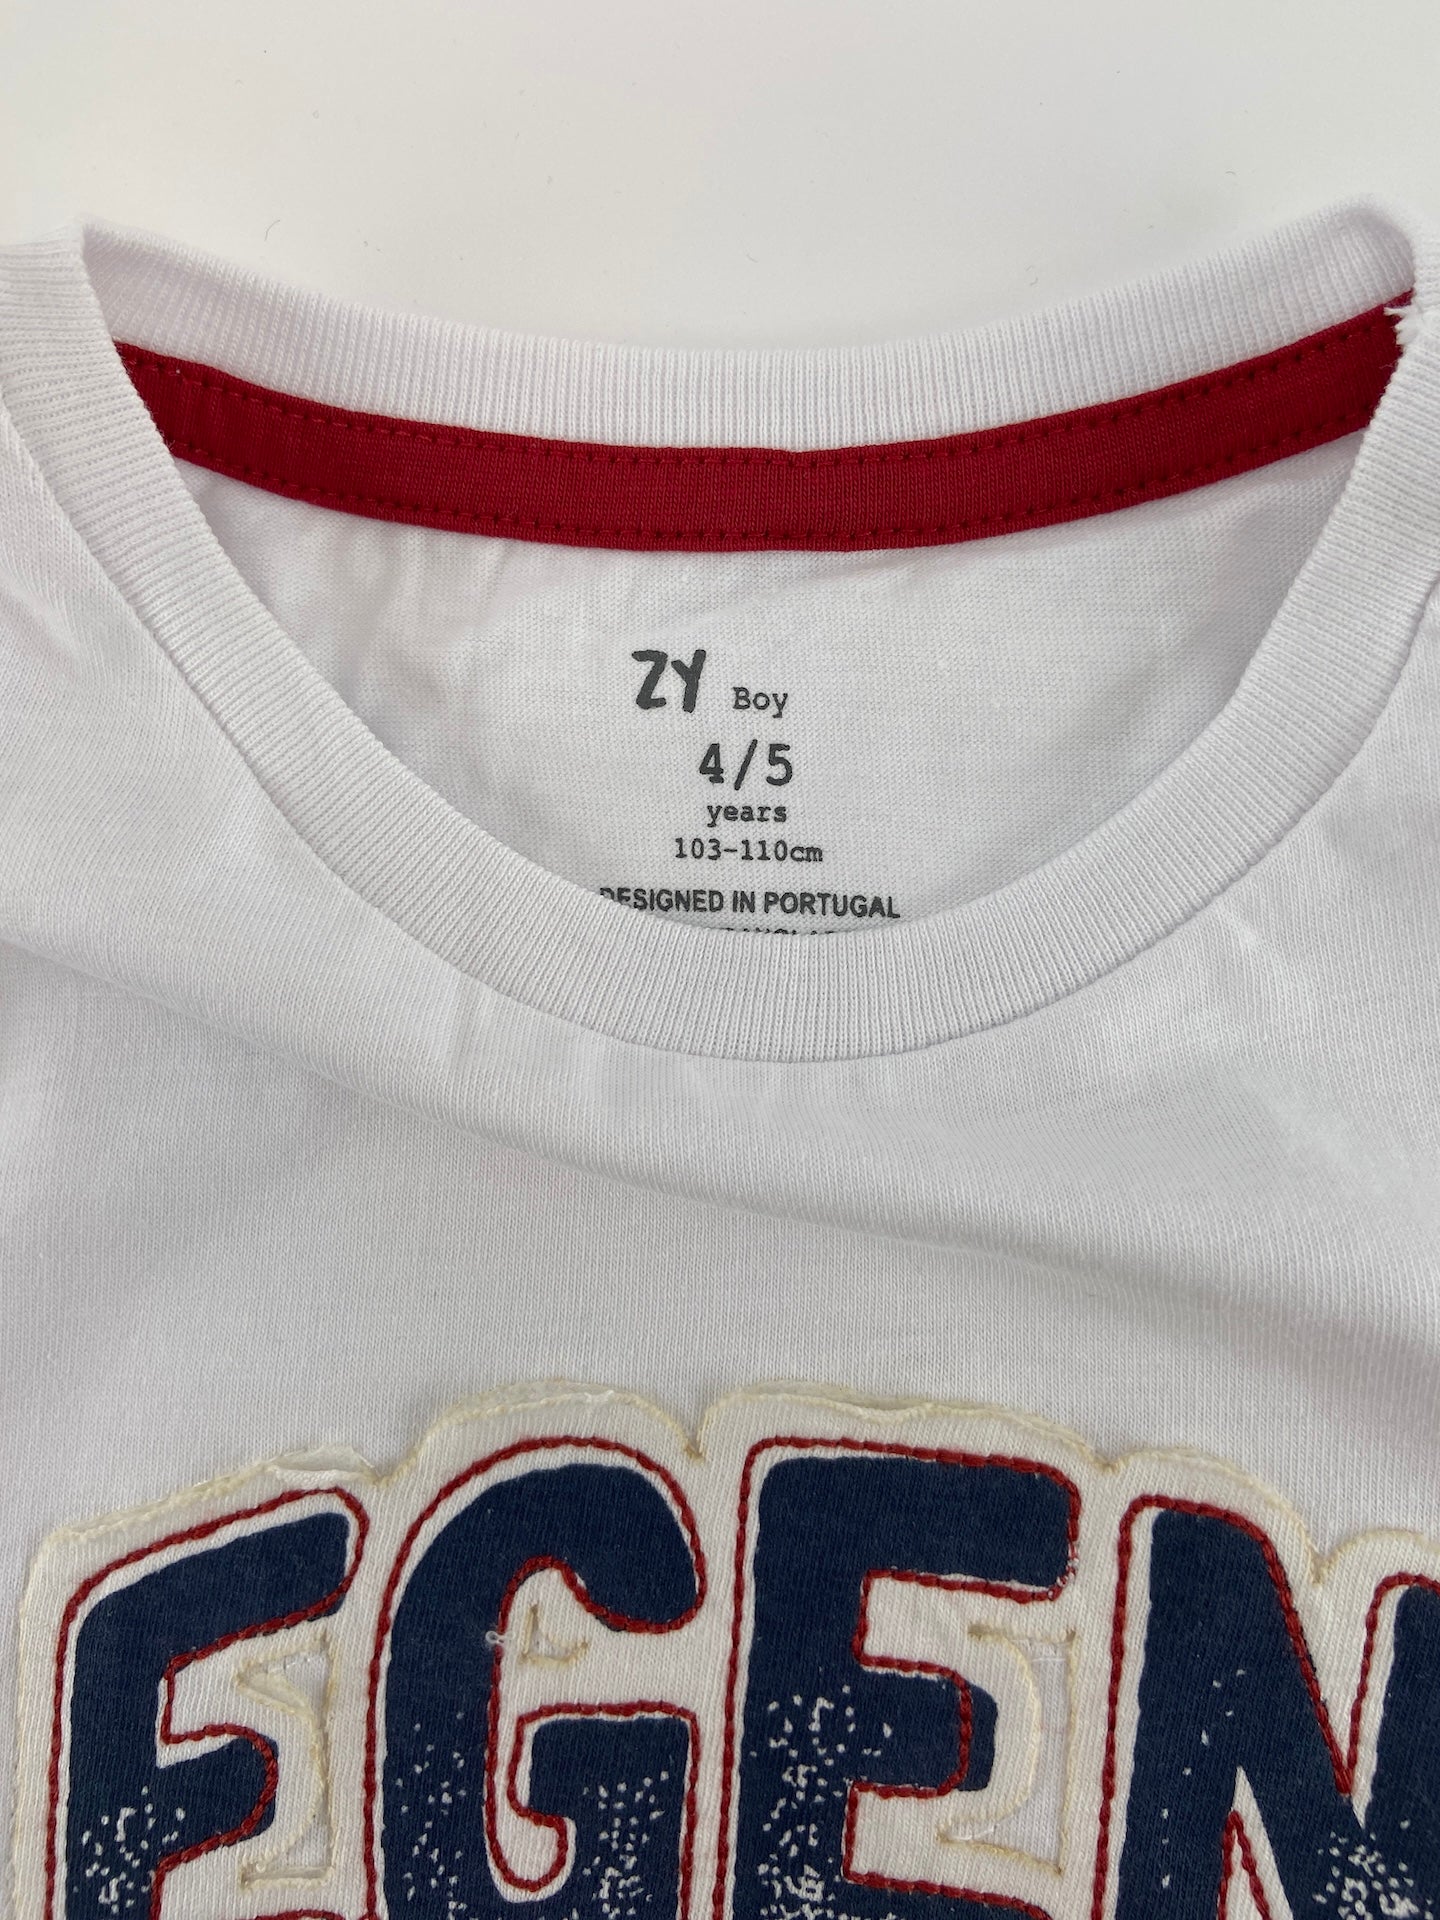 ZY Boy
4/5
years
103-110cm
DESIGNED IN PORTUGAL
EGEN